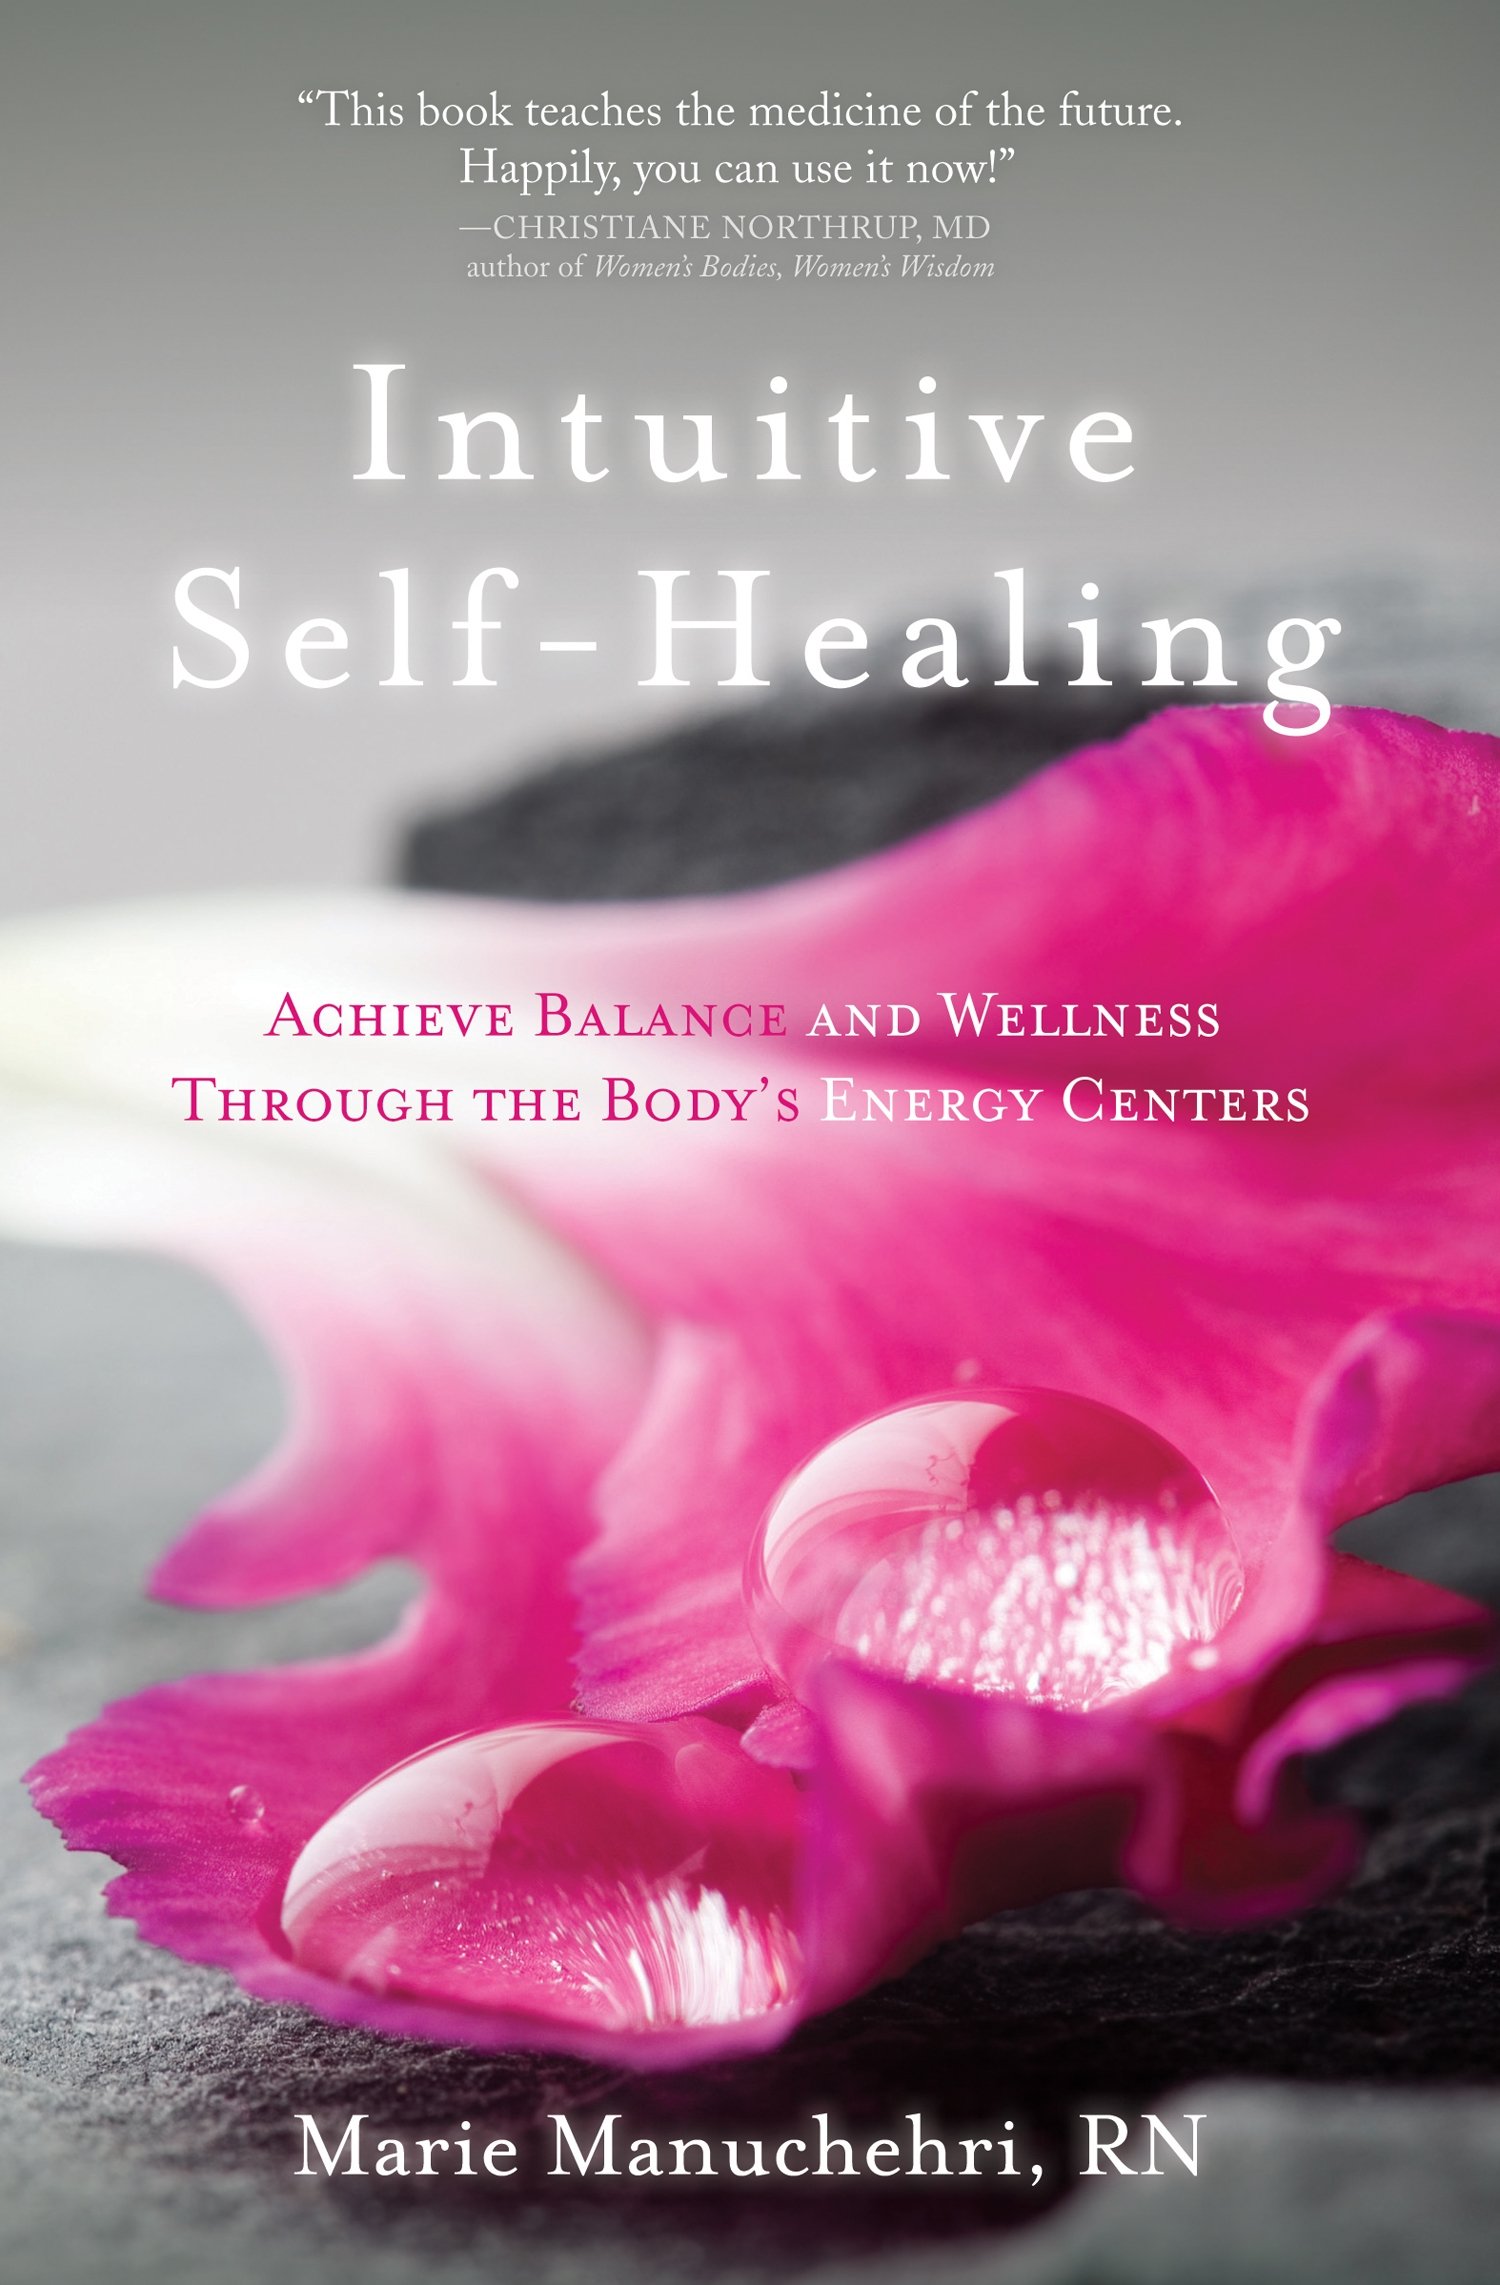 “This book teaches the medicine of the future.
Happily, you can use it now!”
—CHRISTIANE NORTHRUP, MD
author of Women’s Bodies, Women’s Wisdom
Intuitive
Self-Healing
Achieve Balance and Wellness
Through the Body’s Energy Centers
Marie Manuchehri, RN